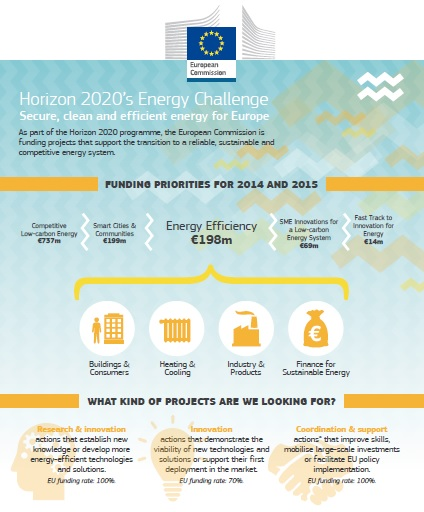 European
Commission
Horizon 2020's Energy Challenge
Secure, clean and efficient energy for Europe
As part of the Horizon 2020 programme, the European Commission is
funding projects that support the transition to a reliable, sustainable and
competitive energy system.
FUNDING PRIORITIES FOR 2014 AND 2015
Competitive
Low-carbon Energy
€737m
Smart Cities &
Communities
€199m
Energy Efficiency
€198m
SME Innovations for
a Low-carbon
Energy System
€69m
Fast Track to
Innovation for
Energy
€14m
€
Buildings &
Consumers
Heating &
Cooling
Industry &
Products
Finance for
Sustainable Energy
WHAT KIND OF PROJECTS ARE WE LOOKING FOR?
Research & innovation
actions that establish new
knowledge or develop more
energy-efficient technologies
and solutions.
EU funding rate: 100%.
Innovation
actions that demonstrate the
viability of new technologies and
solutions or support their first
deployment in the market.
EU funding rate: 70%.
Coordination & support
actions* that improve skills,
mobilise large-scale investments
or facilitate EU policy
implementation.
EU funding rate: 100%.